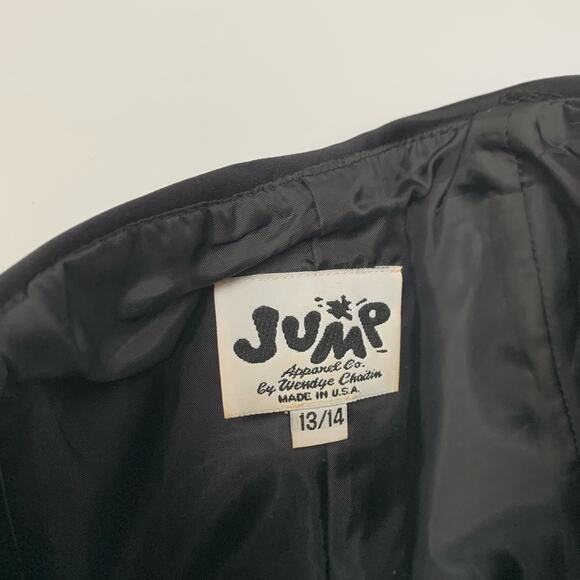 JUMP
Apparel Co.
by Wendye Chaitin
MADE IN U.S.A.
13/14